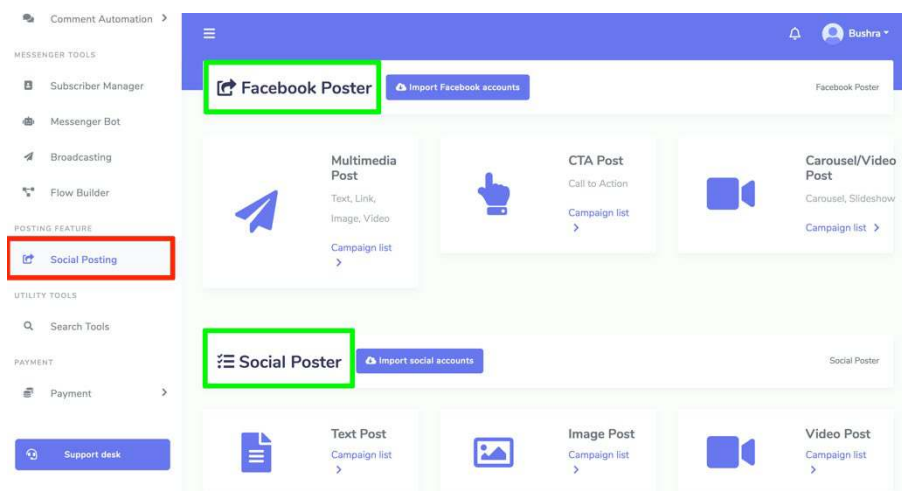 Comment Automation
MESSENGER TOOLS
Subscriber Manager
Messenger Bot
Broadcasting
Flow Builder
POSTING FEATURE
Social Posting
UTILITY TOOLS
Search Tools
PAYMENT
Payment
Support desk
Bushra
Facebook Poster
Import Facebook accounts
Facebook Poster
Multimedia
Post
Text, Link,
Image, Video
Campaign list
CTA Post
Call to Action
Campaign list
Carousel/Video
Post
Carousel, Slideshow
Campaign list
Social Poster
Import social accounts
Social Poster
Text Post
Campaign list
Image Post
Campaign list
Video Post
Campaign list